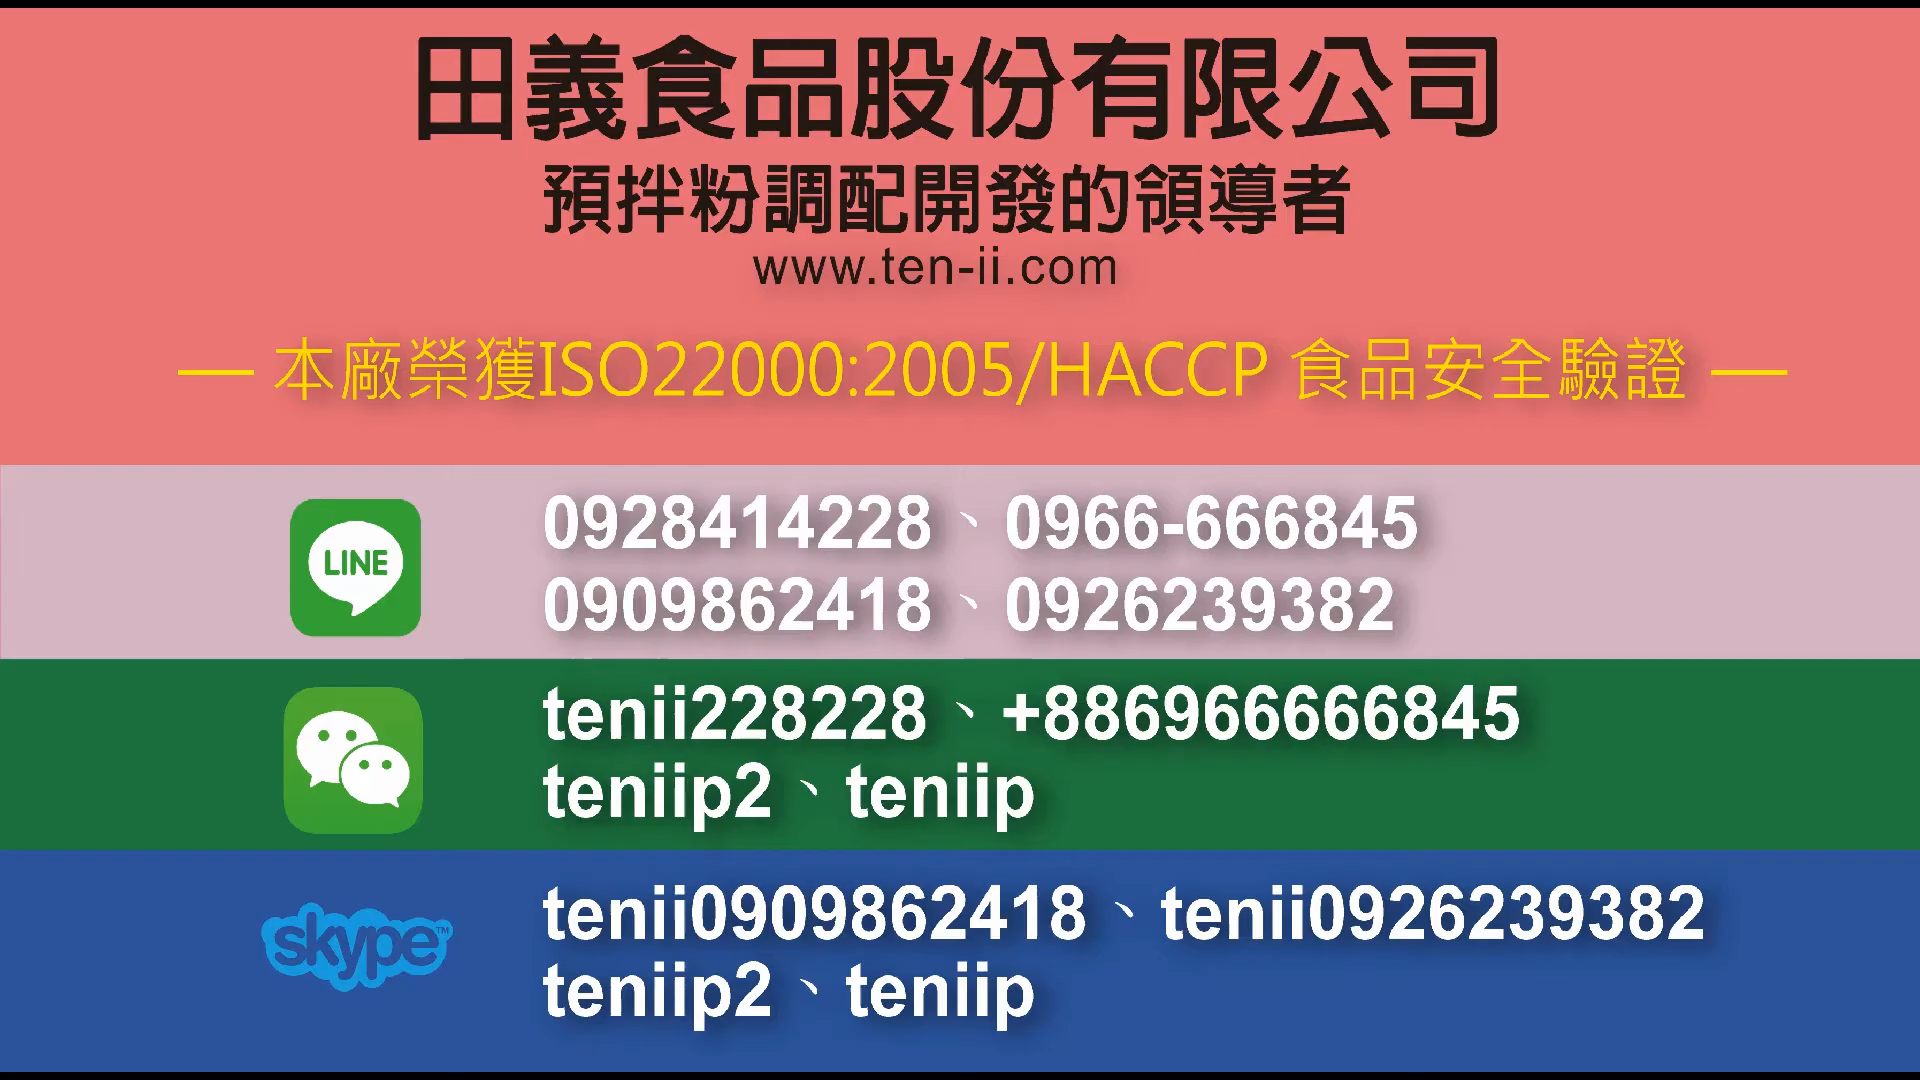 田義食品股份有限公司
預拌粉調配開發的領導者
www.ten-ii.com
— 本廠榮獲ISO22000:2005/HACCP 食品安全驗證 —
LINE
0928414228、0966-666845
0909862418、0926239382
tenii228228、+886966666845
teniip2、teniip
skype™
tenii0909862418、tenii0926239382
teniip2、teniip